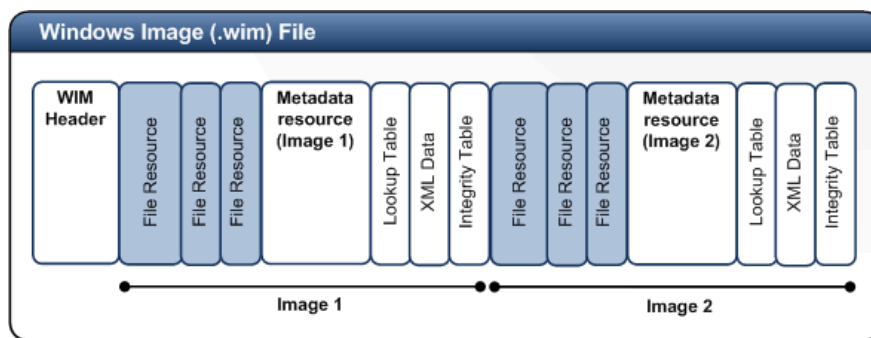 Windows Image (.wim) File
WIM
Header
File Resource
File Resource
File Resource
Metadata
resource
(Image 1)
Lookup Table
XML Data
Integrity Table
File Resource
File Resource
File Resource
Metadata
resource
(Image 2)
Lookup Table
XML Data
Integrity Table
Image 1
Image 2